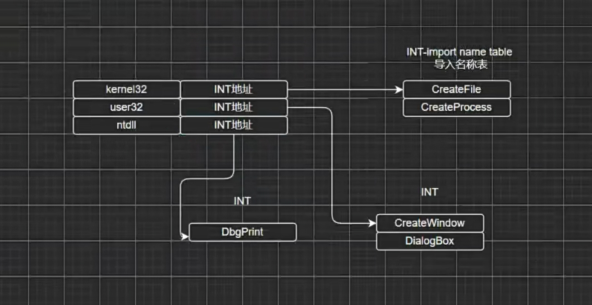 INT-import name table
导入名称表
kernel32 INT地址
CreateFile
user32 INT地址
CreateProcess
ntdll INT地址
INT
INT
CreateWindow
DbgPrint
DialogBox